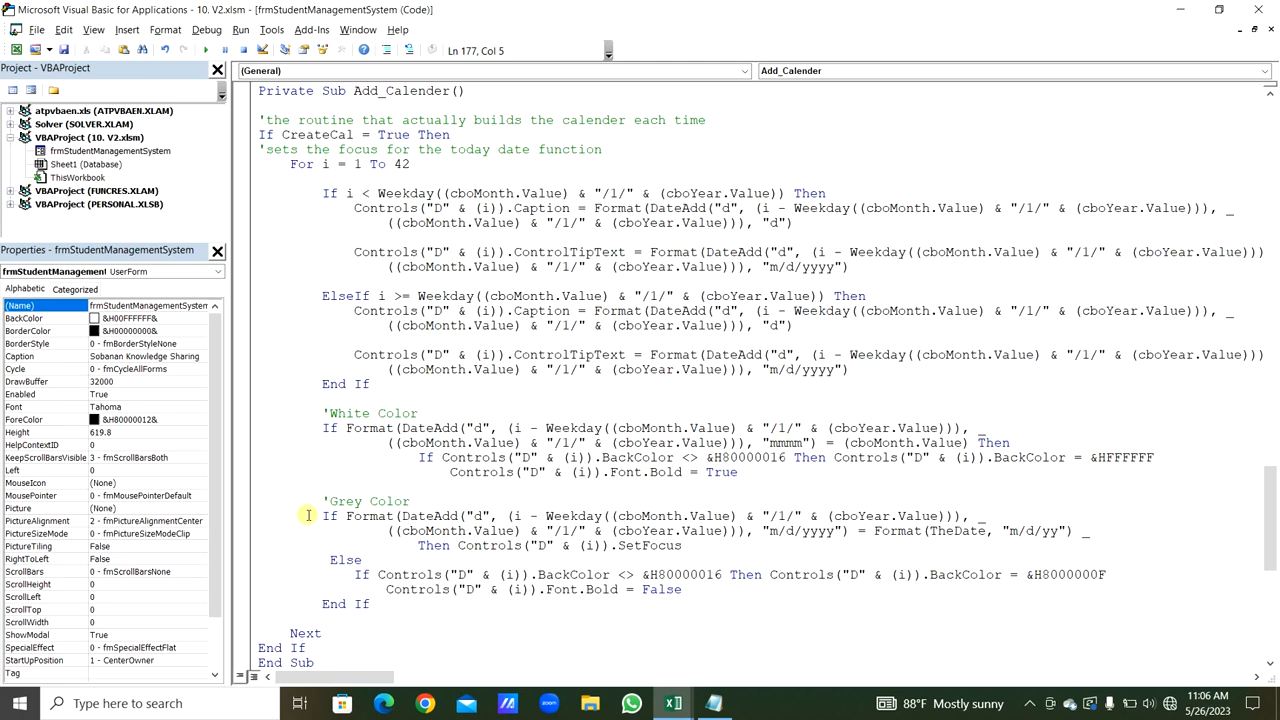 Microsoft Visual Basic for Applications - 10. V2.xlsm - [frmStudentManagementSystem (Code)]
File Edit View Insert Format Debug Run Tools Add-Ins Window Help
Ln 177, Col 5
Project - VBAProject
atpvbaen.xls (ATPVBAEN.XLAM)
Solver (SOLVER.XLAM)
VBAProject (10. V2.xlsm)
frmStudentManagementSystem
Sheet1 (Database)
ThisWorkbook
VBAProject (FUNCRES.XLAM)
VBAProject (PERSONAL.XLSB)
Properties - frmStudentManagementSystem
frmStudentManagement UserForm
Alphabetic Categorized
(Name) frmStudentManagementSystem
BackColor &H00FFFFFF&
BorderColor &H00000000&
BorderStyle 0 - fmBorderStyleNone
Caption Sobanan Knowledge Sharing
Cycle 0 - fmCycleAllForms
DrawBuffer 32000
Enabled True
Font Tahoma
ForeColor &H80000012&
Height 619.8
HelpContextID 0
KeepScrollBarsVisible 3 - fmScrollBarsBoth
Left 0
MouseIcon (None)
MousePointer 0 - fmMousePointerDefault
Picture (None)
PictureAlignment 2 - fmPictureAlignmentCenter
PictureSizeMode 0 - fmPictureSizeModeClip
PictureTiling False
RightToLeft False
ScrollBars 0 - fmScrollBarsNone
ScrollHeight 0
ScrollLeft 0
ScrollTop 0
ScrollWidth 0
ShowModal True
SpecialEffect 0 - fmSpecialEffectFlat
StartUpPosition 1 - CenterOwner
Tag
(General) Add_Calender
Private Sub Add_Calender()
'the routine that actually builds the calender each time
If CreateCal = True Then
'sets the focus for the today date function
For i = 1 To 42
If i < Weekday((cboMonth.Value) & "/1/" & (cboYear.Value)) Then
Controls("D" & (i)).Caption = Format(DateAdd("d", (i - Weekday((cboMonth.Value) & "/1/" & (cboYear.Value))), _
((cboMonth.Value) & "/1/" & (cboYear.Value))), "d")
Controls("D" & (i)).ControlTipText = Format(DateAdd("d", (i - Weekday((cboMonth.Value) & "/1/" & (cboYear.Value)))
((cboMonth.Value) & "/1/" & (cboYear.Value))), "m/d/yyyy")
ElseIf i >= Weekday((cboMonth.Value) & "/1/" & (cboYear.Value)) Then
Controls("D" & (i)).Caption = Format(DateAdd("d", (i - Weekday((cboMonth.Value) & "/1/" & (cboYear.Value))), _
((cboMonth.Value) & "/1/" & (cboYear.Value))), "d")
Controls("D" & (i)).ControlTipText = Format(DateAdd("d", (i - Weekday((cboMonth.Value) & "/1/" & (cboYear.Value)))
((cboMonth.Value) & "/1/" & (cboYear.Value))), "m/d/yyyy")
End If
'White Color
If Format(DateAdd("d", (i - Weekday((cboMonth.Value) & "/1/" & (cboYear.Value))), _
((cboMonth.Value) & "/1/" & (cboYear.Value))), "mmmm") = (cboMonth.Value) Then
If Controls("D" & (i)).BackColor <> &H80000016 Then Controls("D" & (i)).BackColor = &HFFFFFF
Controls("D" & (i)).Font.Bold = True
'Grey Color
If Format(DateAdd("d", (i - Weekday((cboMonth.Value) & "/1/" & (cboYear.Value))), _
((cboMonth.Value) & "/1/" & (cboYear.Value))), "m/d/yyyy") = Format(TheDate, "m/d/yy") _
Then Controls("D" & (i)).SetFocus
Else
If Controls("D" & (i)).BackColor <> &H80000016 Then Controls("D" & (i)).BackColor = &H8000000F
Controls("D" & (i)).Font.Bold = False
End If
Next
End If
End Sub
Type here to search
zoom
88°F Mostly sunny
11:06 AM
5/26/2023